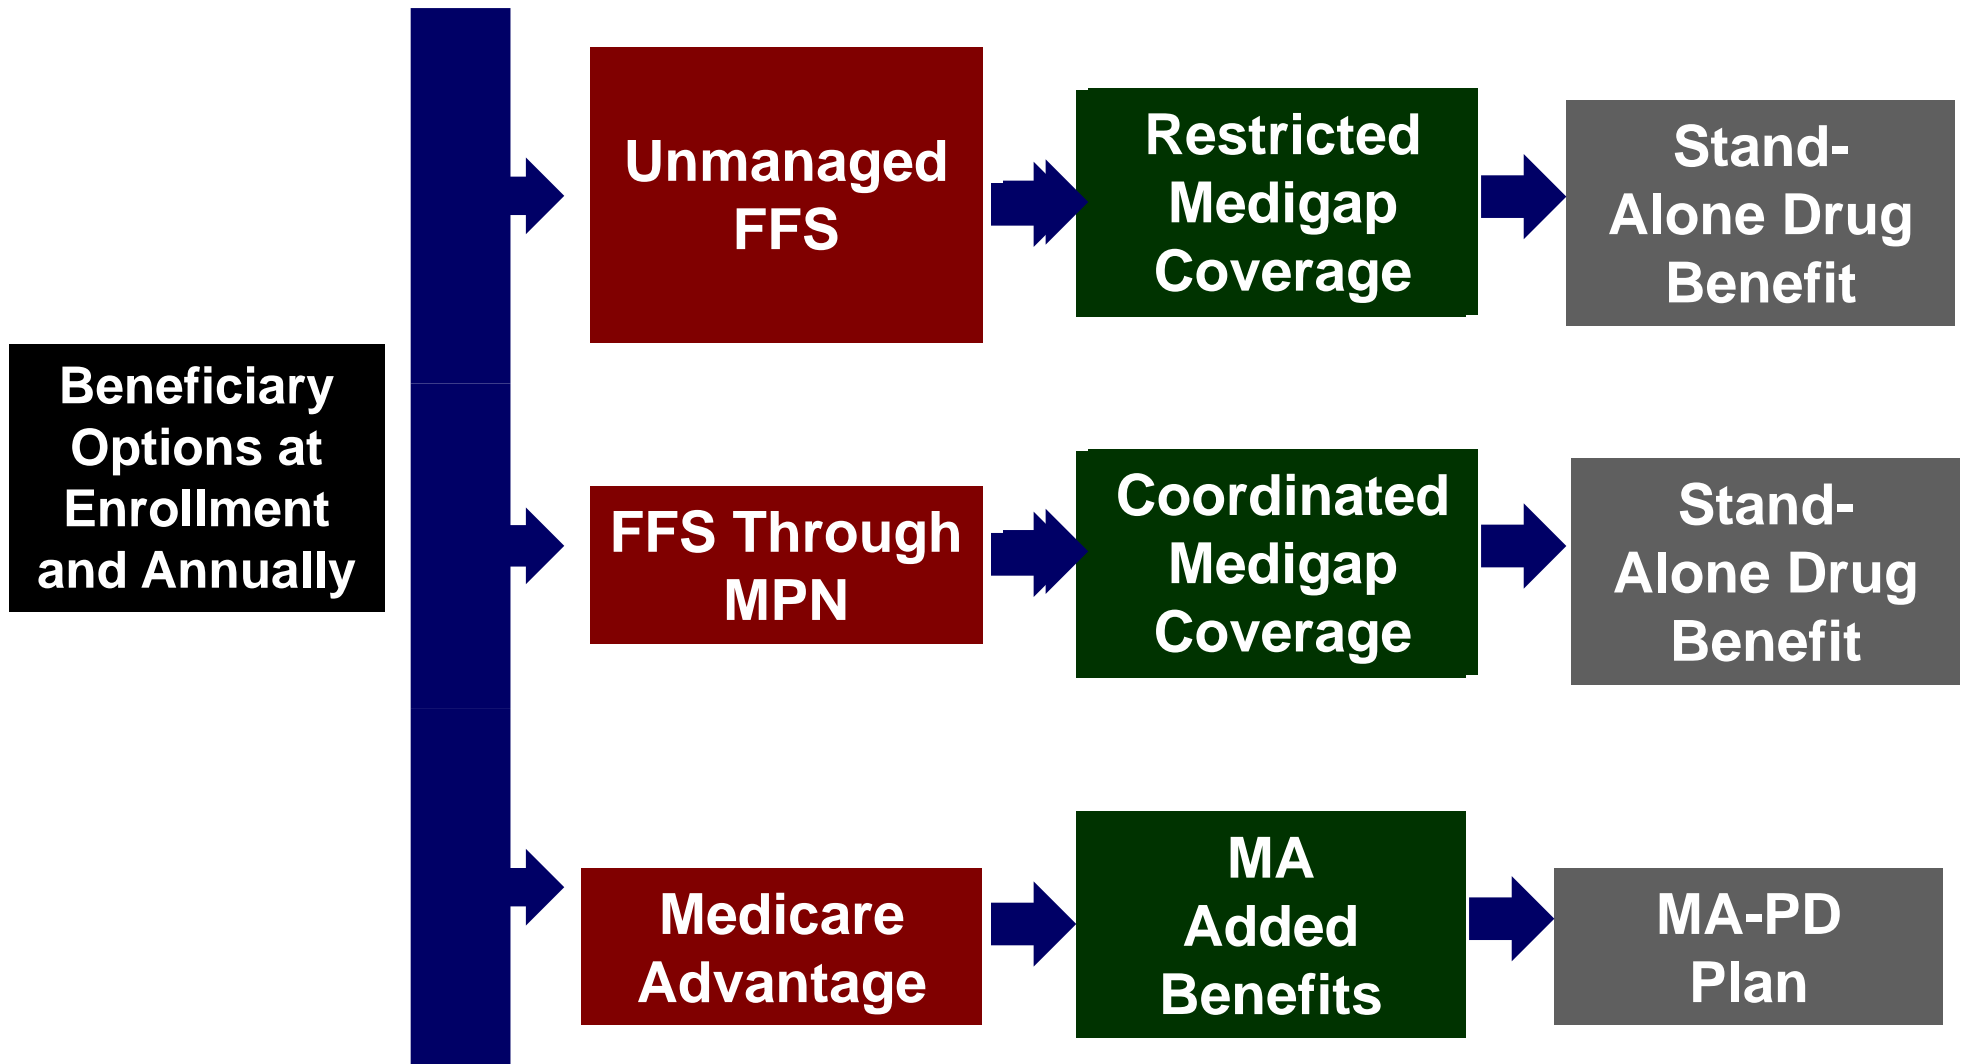 Beneficiary
Options at
Enrollment
and Annually
Unmanaged
FFS
Restricted
Medigap
Coverage
Stand-
Alone Drug
Benefit
FFS Through
MPN
Coordinated
Medigap
Coverage
Stand-
Alone Drug
Benefit
Medicare
Advantage
MA
Added
Benefits
MA-PD
Plan